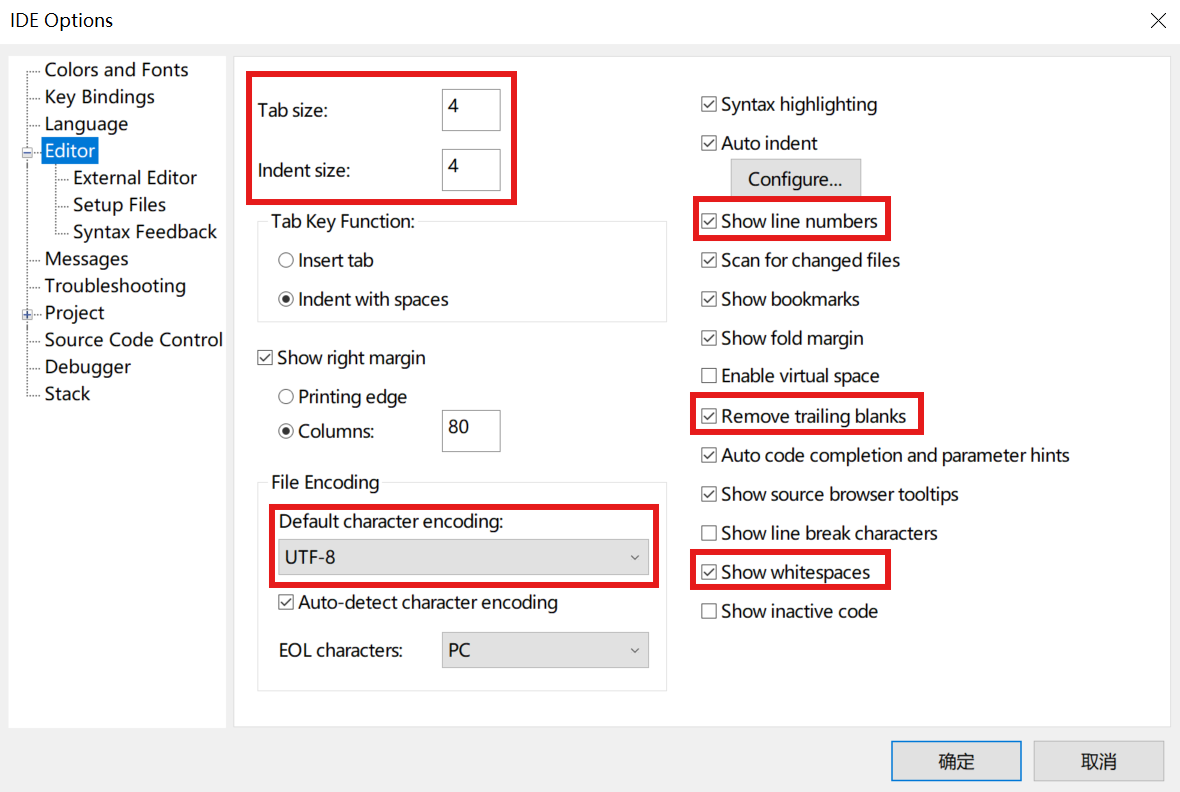 IDE Options
Colors and Fonts
Key Bindings
Language
Editor
External Editor
Setup Files
Syntax Feedback
Messages
Troubleshooting
Project
Source Code Control
Debugger
Stack
Tab size:
4
Indent size:
4
Tab Key Function:
Insert tab
Indent with spaces
Show right margin
Printing edge
Columns:
80
File Encoding
Default character encoding:
UTF-8
Auto-detect character encoding
EOL characters:
PC
Syntax highlighting
Auto indent
Configure...
Show line numbers
Scan for changed files
Show bookmarks
Show fold margin
Enable virtual space
Remove trailing blanks
Auto code completion and parameter hints
Show source browser tooltips
Show line break characters
Show whitespaces
Show inactive code
确定
取消